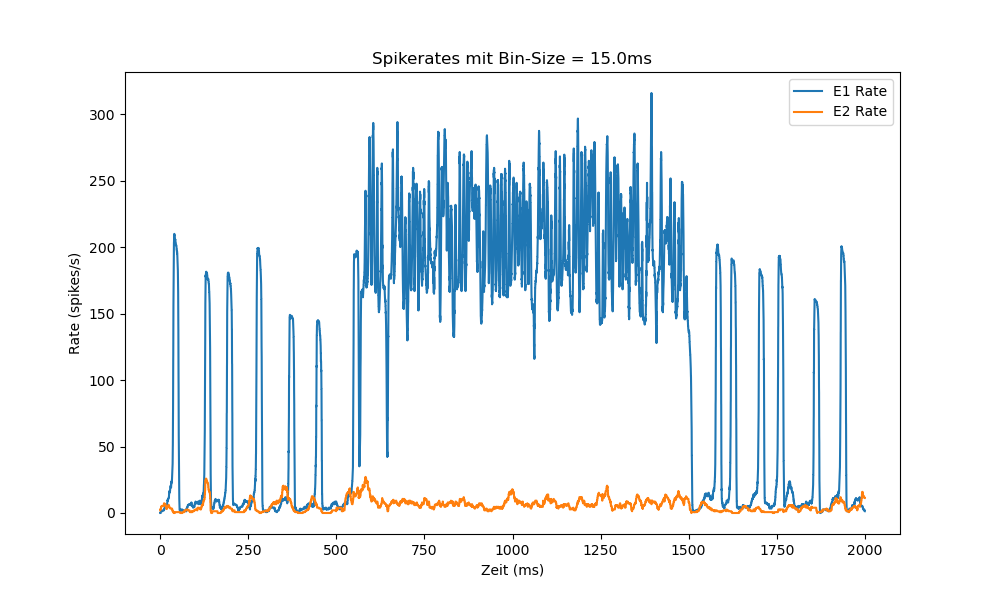 Spikerates mit Bin-Size = 15.0ms
E1 Rate
E2 Rate
Rate (spikes/s)
300
250
200
150
100
50
0
0 250 500 750 1000 1250 1500 1750 2000
Zeit (ms)